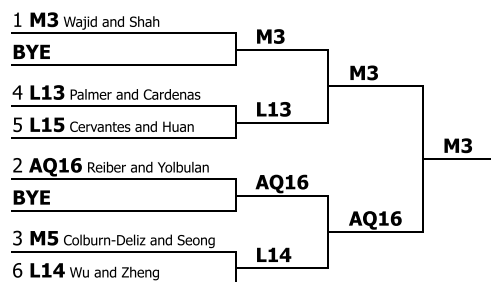 1 M3 Wajid and Shah
BYE
M3
4 L13 Palmer and Cardenas
5 L15 Cervantes and Huan
L13
M3
2 AQ16 Reiber and Yolbulan
BYE
AQ16
3 M5 Colburn-Deliz and Seong
6 L14 Wu and Zheng
L14
AQ16
M3